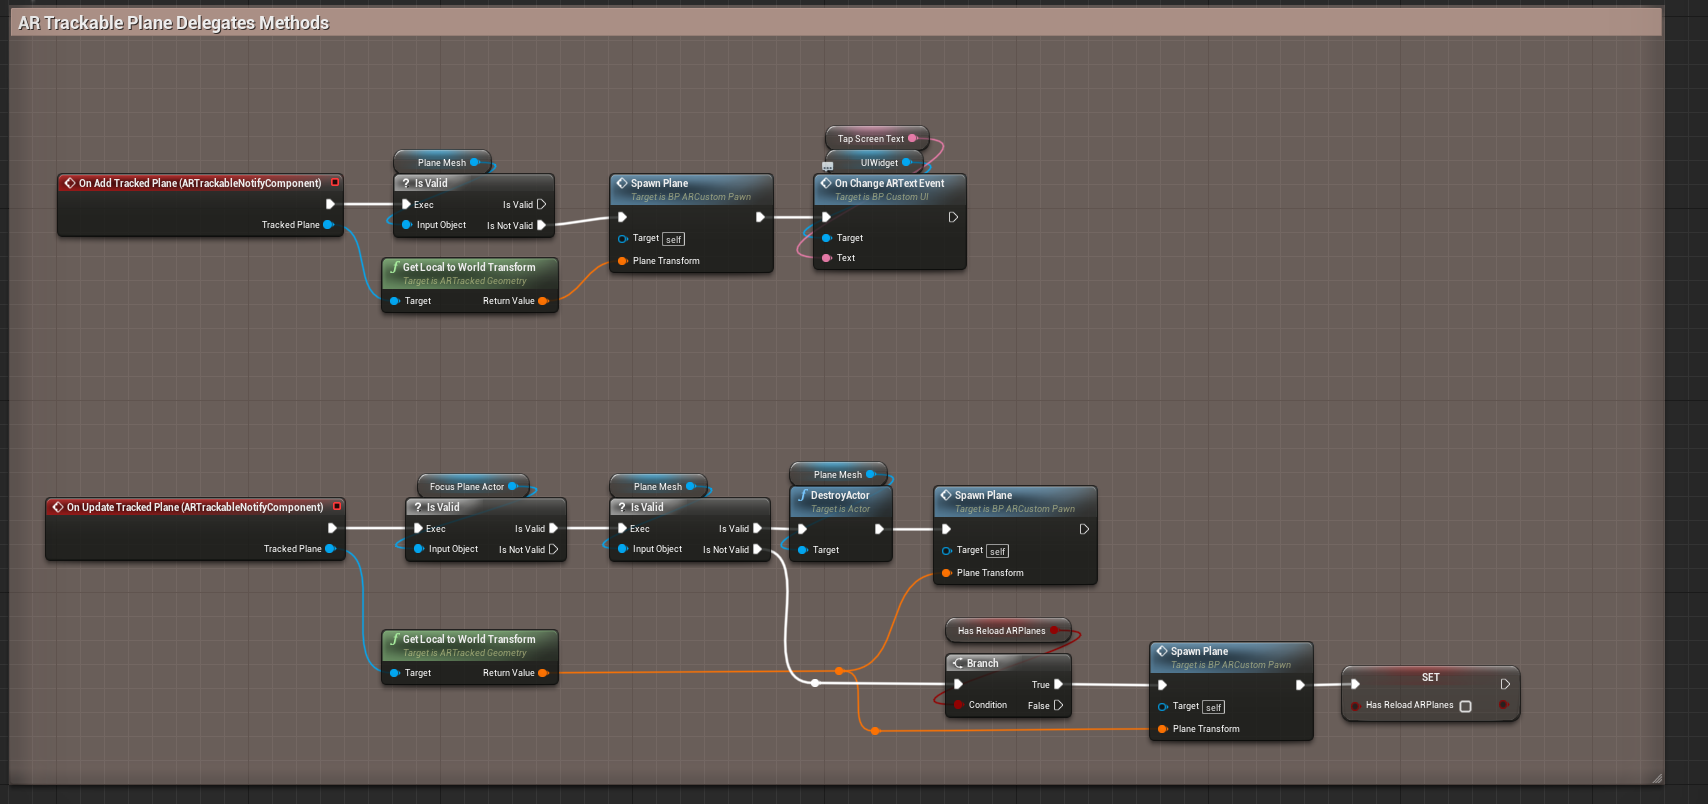 AR Trackable Plane Delegates Methods
Tap Screen Text
Plane Mesh
UIWidget
On Add Tracked Plane (ARTrackableNotifyComponent)
Tracked Plane
? Is Valid
Exec
Is Valid
Input Object
Is Not Valid
Spawn Plane
Target is BP ARCustom Pawn
Target
self
Plane Transform
On Change ARText Event
Target is BP Custom UI
Target
Text
f Get Local to World Transform
Target is ARTracked Geometry
Target
Return Value
Focus Plane Actor
Plane Mesh
Plane Mesh
On Update Tracked Plane (ARTrackableNotifyComponent)
Tracked Plane
? Is Valid
Exec
Is Valid
Input Object
Is Not Valid
? Is Valid
Exec
Is Valid
Input Object
Is Not Valid
f DestroyActor
Target is Actor
Target
Spawn Plane
Target is BP ARCustom Pawn
Target
self
Plane Transform
f Get Local to World Transform
Target is ARTracked Geometry
Target
Return Value
Has Reload ARPlanes
Branch
True
Condition
False
Spawn Plane
Target is BP ARCustom Pawn
Target
self
Plane Transform
SET
Has Reload ARPlanes